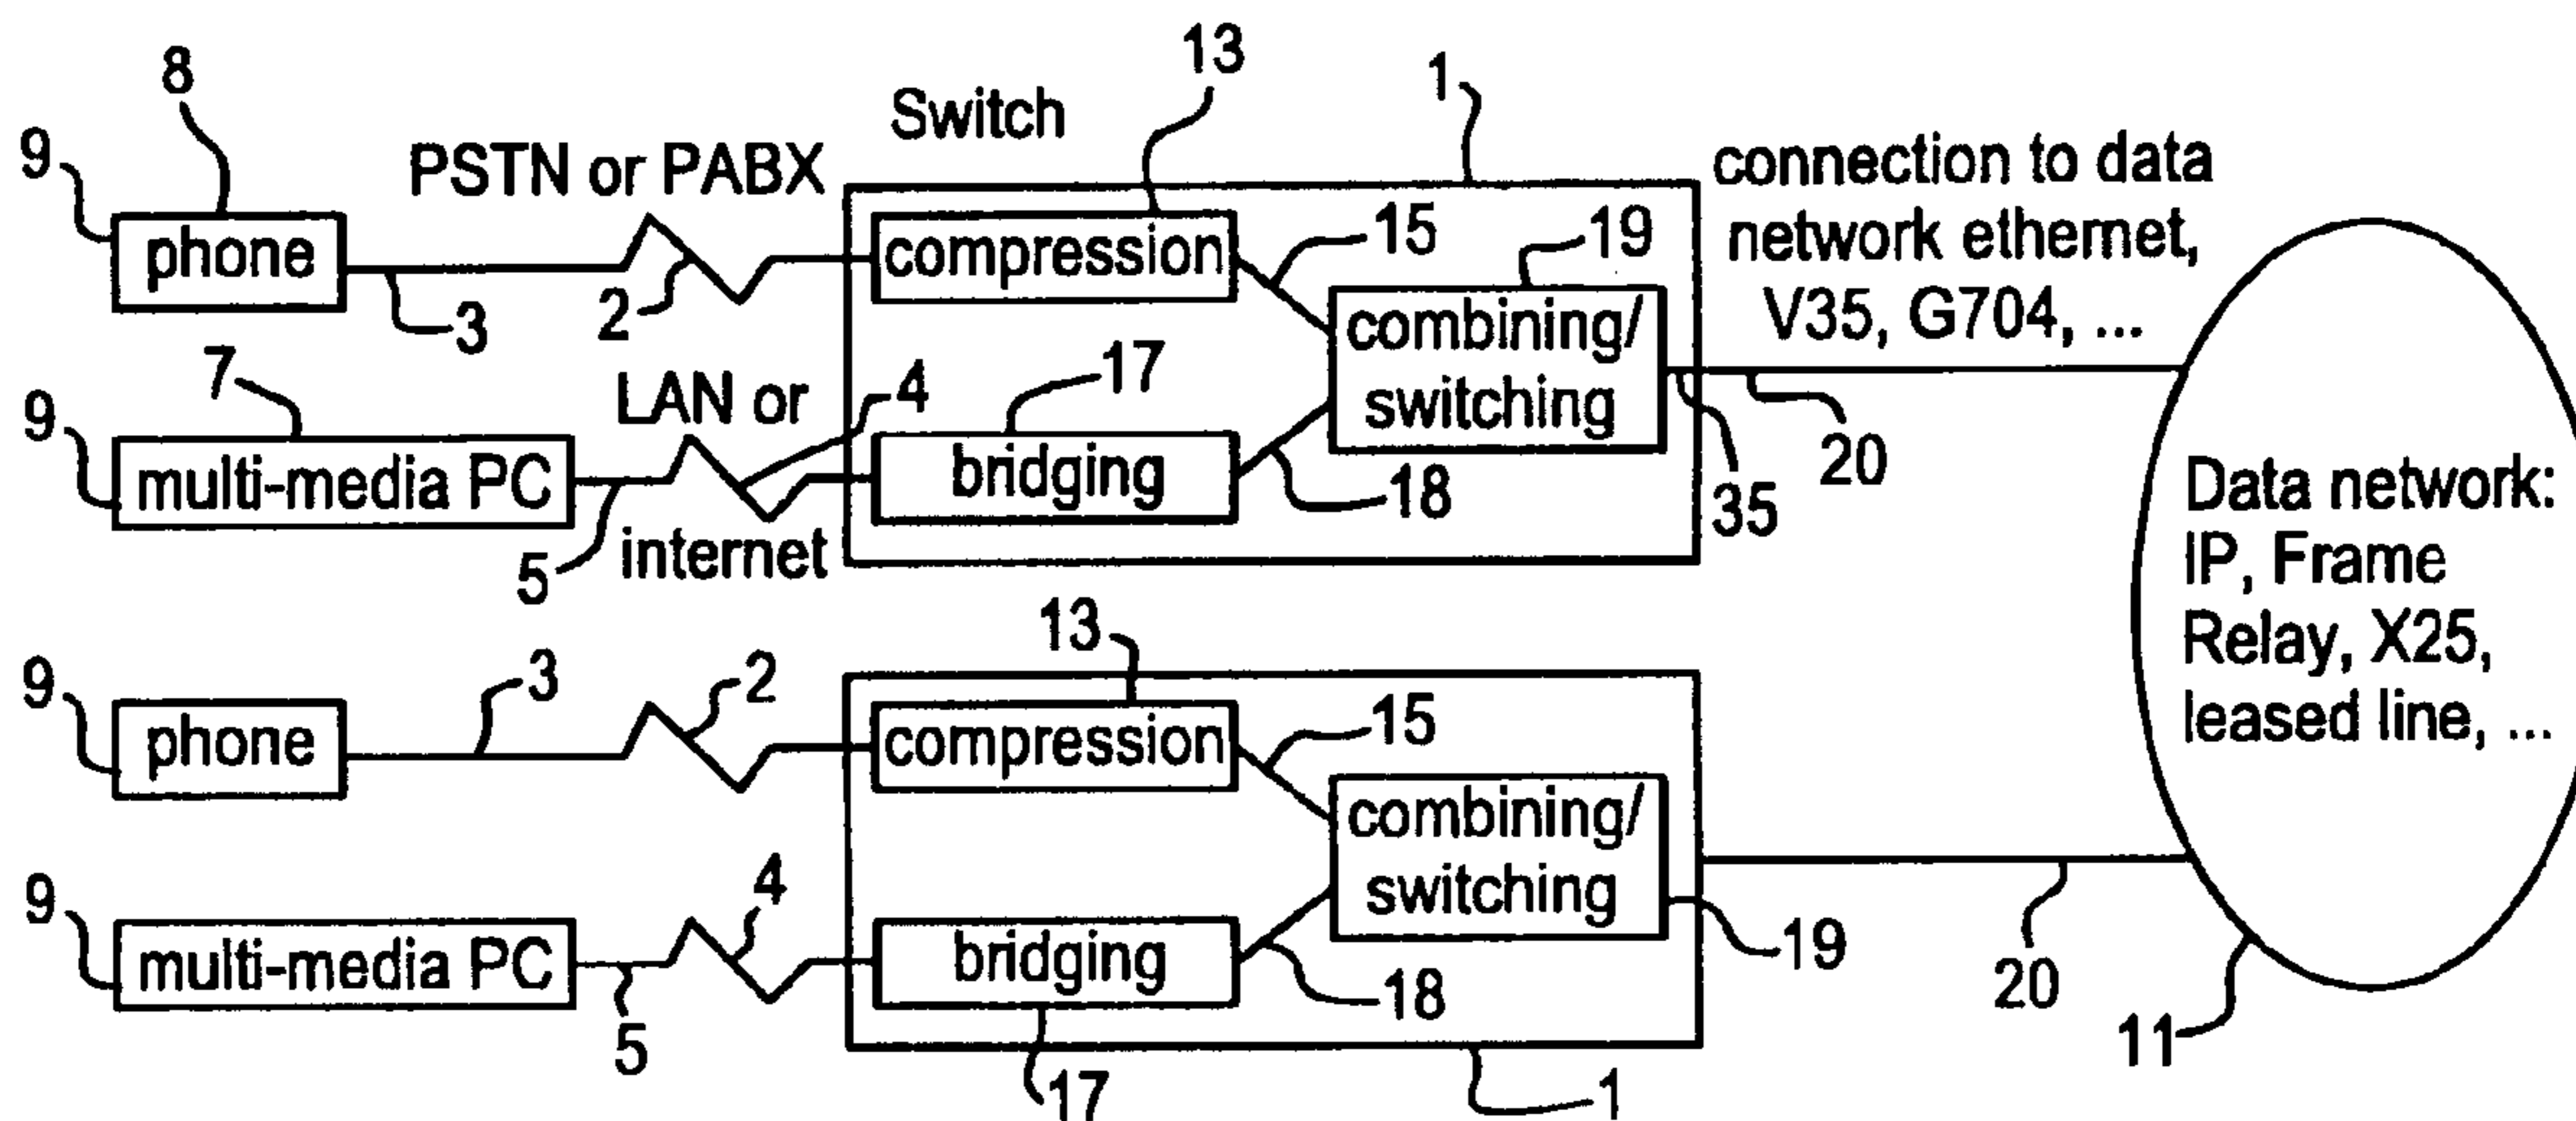 8
13
1
9
PSTN or PABX
Switch
connection to data
network ethernet,
V35, G704, ...
phone
compression
15
19
3
2
combining/
switching
7
LAN or
4
17
20
35
9
multi-media PC
bridging
18
5
internet
Data network:
IP, Frame
Relay, X25,
leased line, ...
13
9
3
2
phone
compression
15
combining/
switching
9
4
multi-media PC
bridging
18
19
20
5
17
1
11